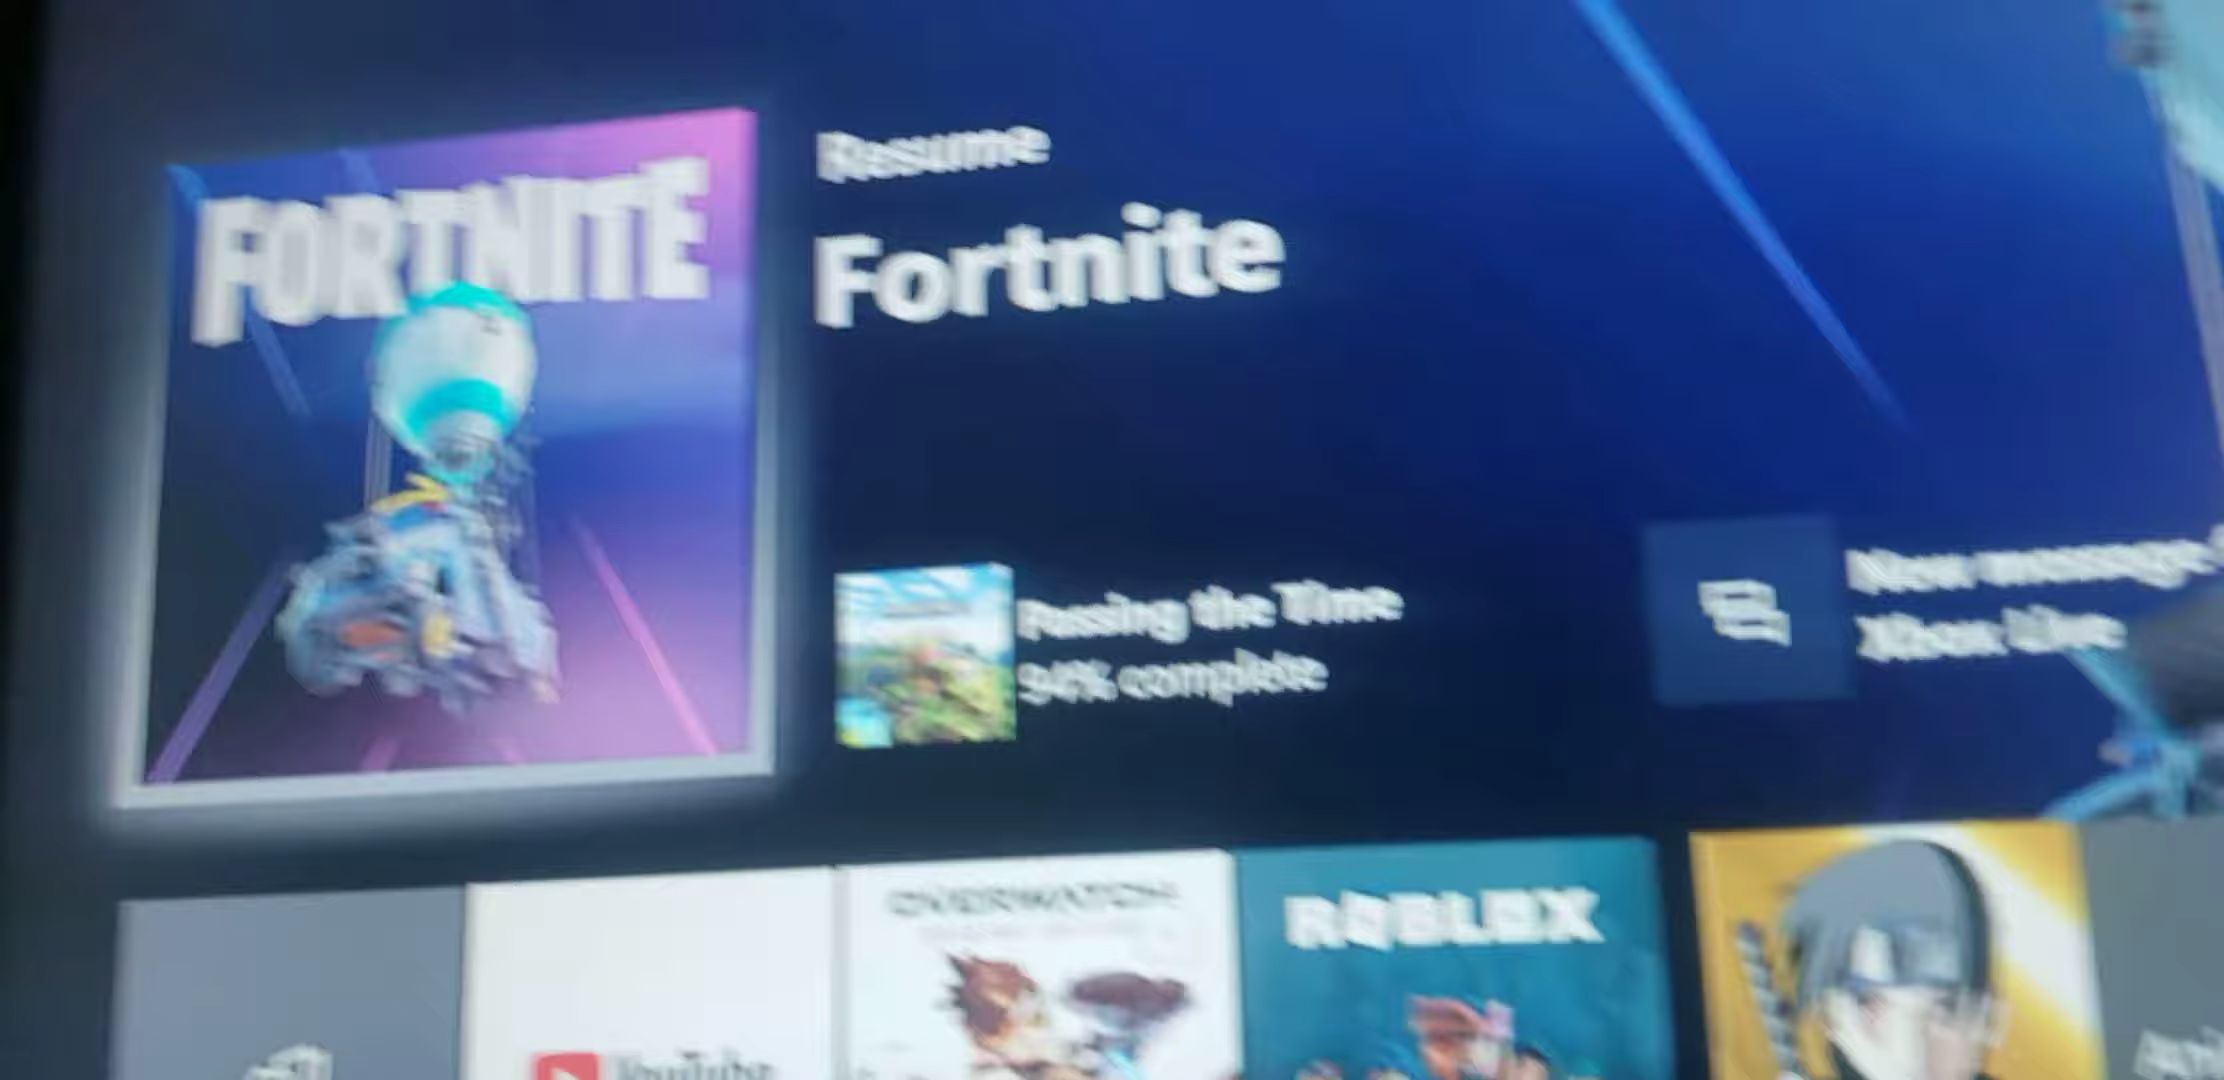 FORTNITE
Resume
Fortnite
Passing the Time
94% complete
New message
Xbox Live
OVERWATCH
ROBLOX
YouTube